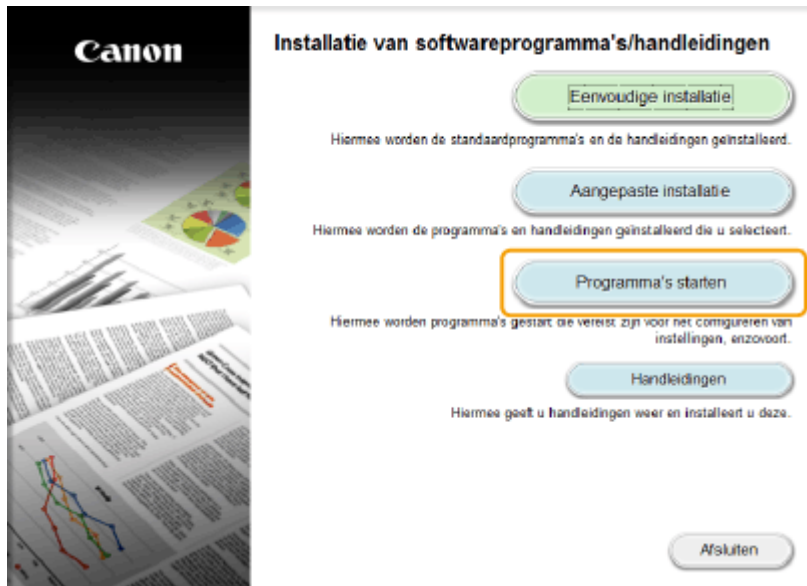 Canon
Installatie van softwareprogramma's/handleidingen
Eenvoudige installatie
Hiermee worden de standaardprogramma's en de handleidingen geïnstalleerd.
Aangepaste installatie
Hiermee worden de programma's en handleidingen geïnstalleerd die u selecteert.
Programma's starten
Hiermee worden programma's gestart die vereist zijn voor het configureren van
instellingen, enzovoort.
Handleidingen
Hiermee geeft u handleidingen weer en installeert u deze.
Afsluiten